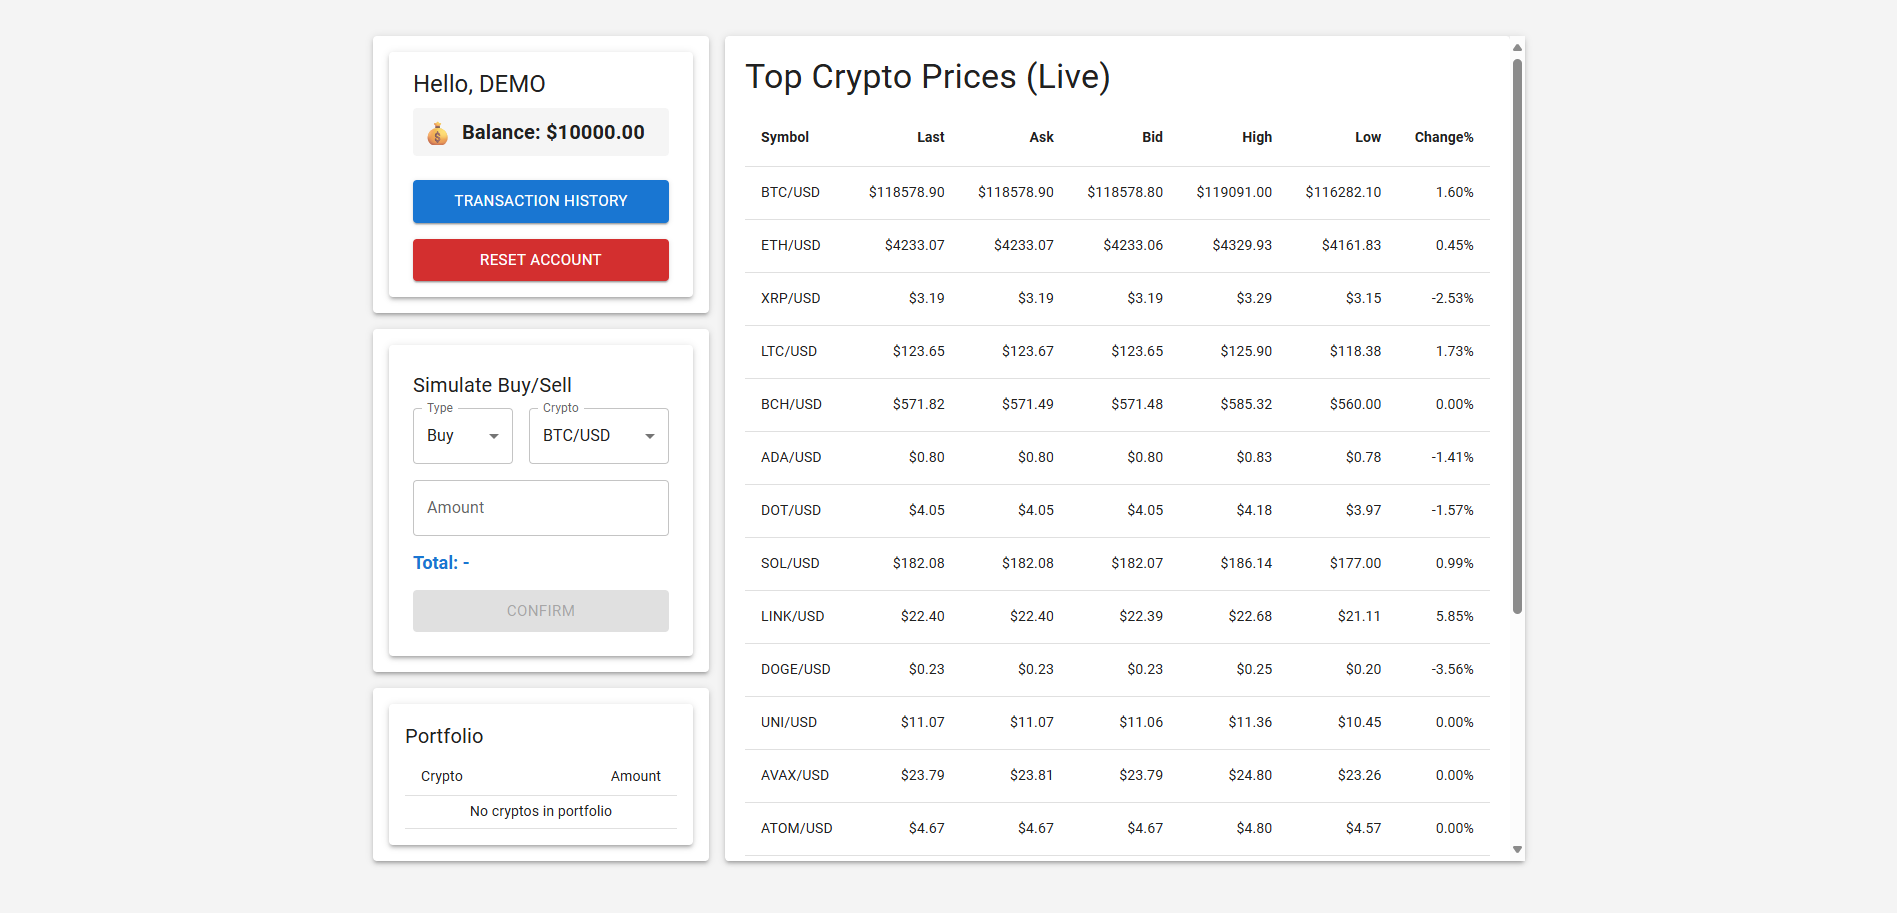 Hello, DEMO
Balance: $10000.00
TRANSACTION HISTORY
RESET ACCOUNT
Simulate Buy/Sell
Type Crypto
Buy BTC/USD
Amount
Total: -
CONFIRM
Portfolio
Crypto Amount
No cryptos in portfolio
Top Crypto Prices (Live)
Symbol Last Ask Bid High Low Change%
BTC/USD $118578.90 $118578.90 $118578.80 $119091.00 $116282.10 1.60%
ETH/USD $4233.07 $4233.07 $4233.06 $4329.93 $4161.83 0.45%
XRP/USD $3.19 $3.19 $3.19 $3.29 $3.15 -2.53%
LTC/USD $123.65 $123.67 $123.65 $125.90 $118.38 1.73%
BCH/USD $571.82 $571.49 $571.48 $585.32 $560.00 0.00%
ADA/USD $0.80 $0.80 $0.80 $0.83 $0.78 -1.41%
DOT/USD $4.05 $4.05 $4.05 $4.18 $3.97 -1.57%
SOL/USD $182.08 $182.08 $182.07 $186.14 $177.00 0.99%
LINK/USD $22.40 $22.40 $22.39 $22.68 $21.11 5.85%
DOGE/USD $0.23 $0.23 $0.23 $0.25 $0.20 -3.56%
UNI/USD $11.07 $11.07 $11.06 $11.36 $10.45 0.00%
AVAX/USD $23.79 $23.81 $23.79 $24.80 $23.26 0.00%
ATOM/USD $4.67 $4.67 $4.67 $4.80 $4.57 0.00%